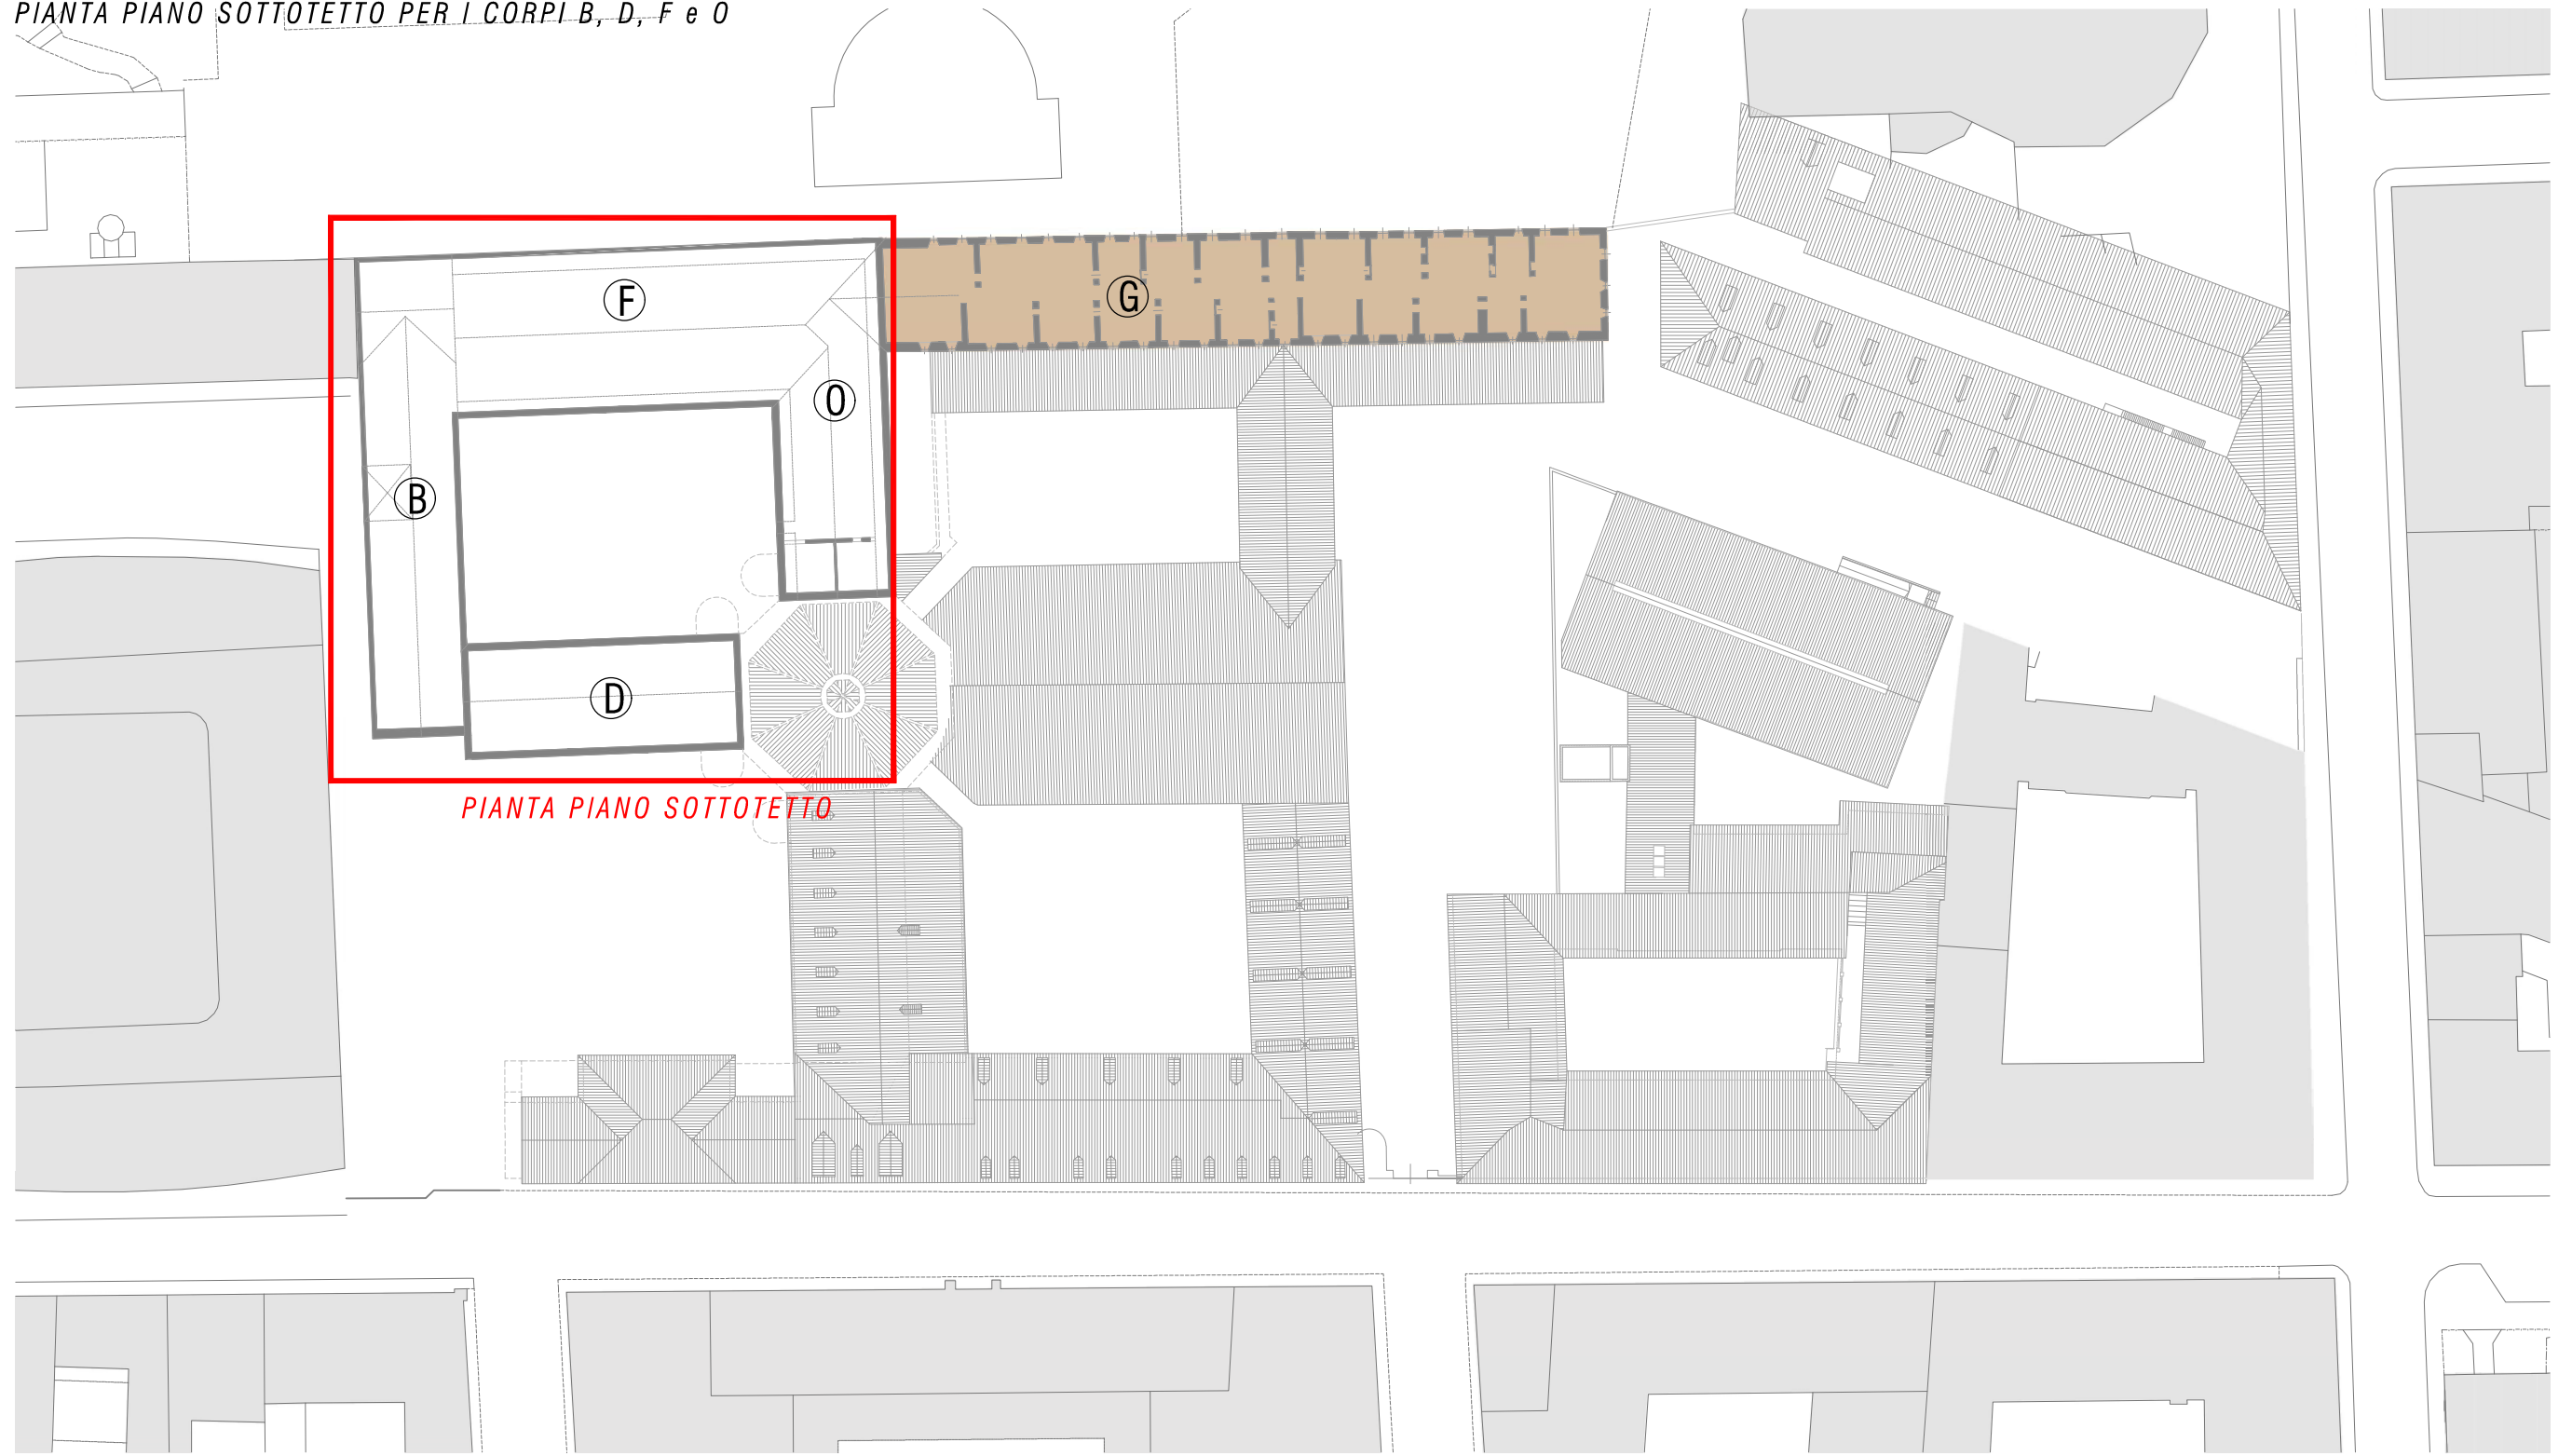 PIANTA PIANO SOTTOTETTO PER I CORPI B, D, F e O
F
G
O
B
D
PIANTA PIANO SOTTOTETTO